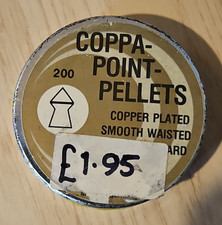 COPPA-
POINT-
200
PELLETS
COPPER PLATED
SMOOTH WAISTED
£1.95